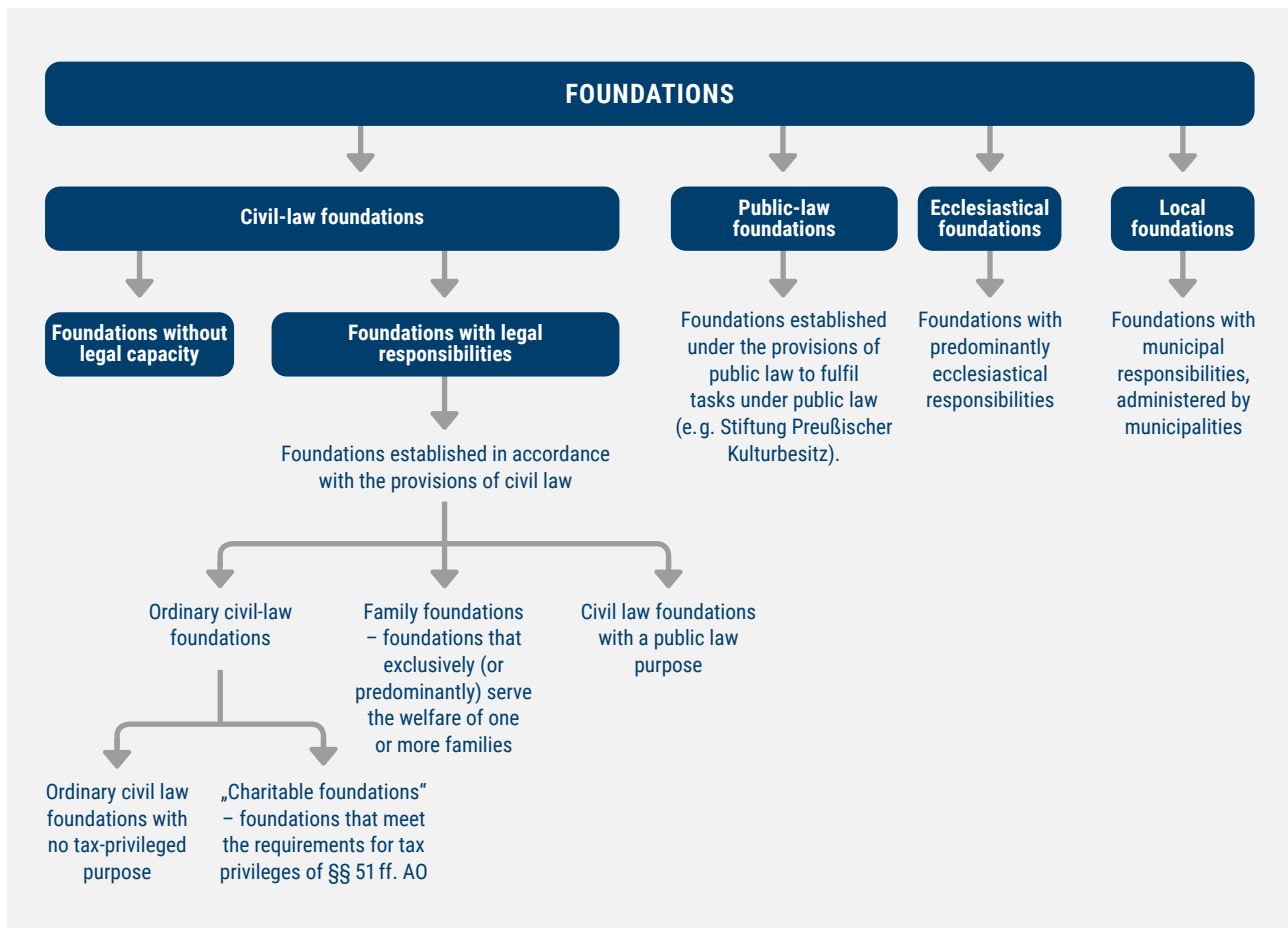 FOUNDATIONS
Civil-law foundations
Public-law
foundations
Ecclesiastical
foundations
Local
foundations
Foundations without
legal capacity
Foundations with legal
responsibilities
Foundations established
under the provisions of
public law to fulfil
tasks under public law
(e. g. Stiftung Preußischer
Kulturbesitz).
Foundations with
predominantly
ecclesiastical
responsibilities
Foundations with
municipal
responsibilities,
administered by
municipalities
Foundations established in accordance
with the provisions of civil law
Ordinary civil-law
foundations
Family foundations
– foundations that
exclusively (or
predominantly) serve
the welfare of one
or more families
Civil law foundations
with a public law
purpose
Ordinary civil law
foundations with
no tax-privileged
purpose
„Charitable foundations“
– foundations that meet
the requirements for tax
privileges of §§ 51 ff. AO